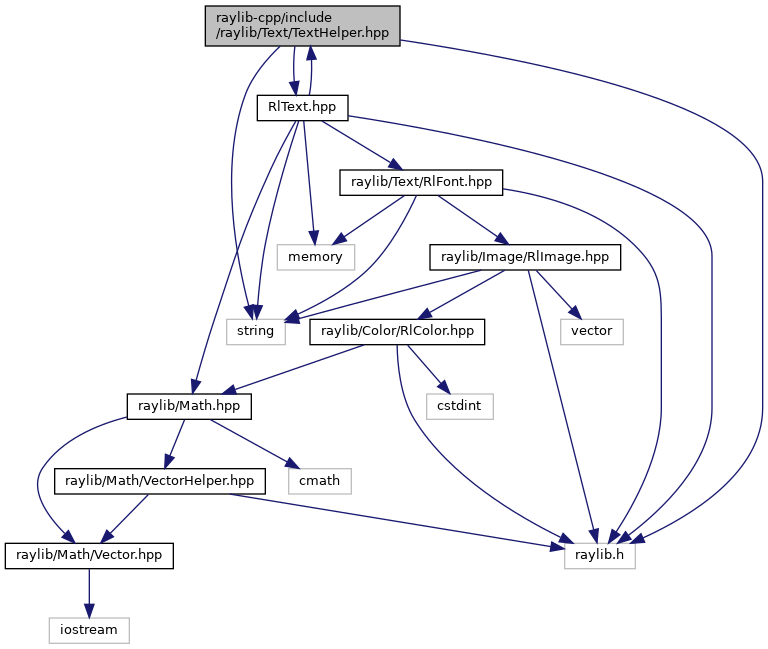 raylib-cpp/include
/raylib/Text/TextHelper.hpp
RlText.hpp
raylib/Text/RlFont.hpp
memory
raylib/Image/RlImage.hpp
string
raylib/Color/RlColor.hpp
vector
raylib/Math.hpp
cstdint
raylib/Math/VectorHelper.hpp
cmath
raylib/Math/Vector.hpp
raylib.h
iostream